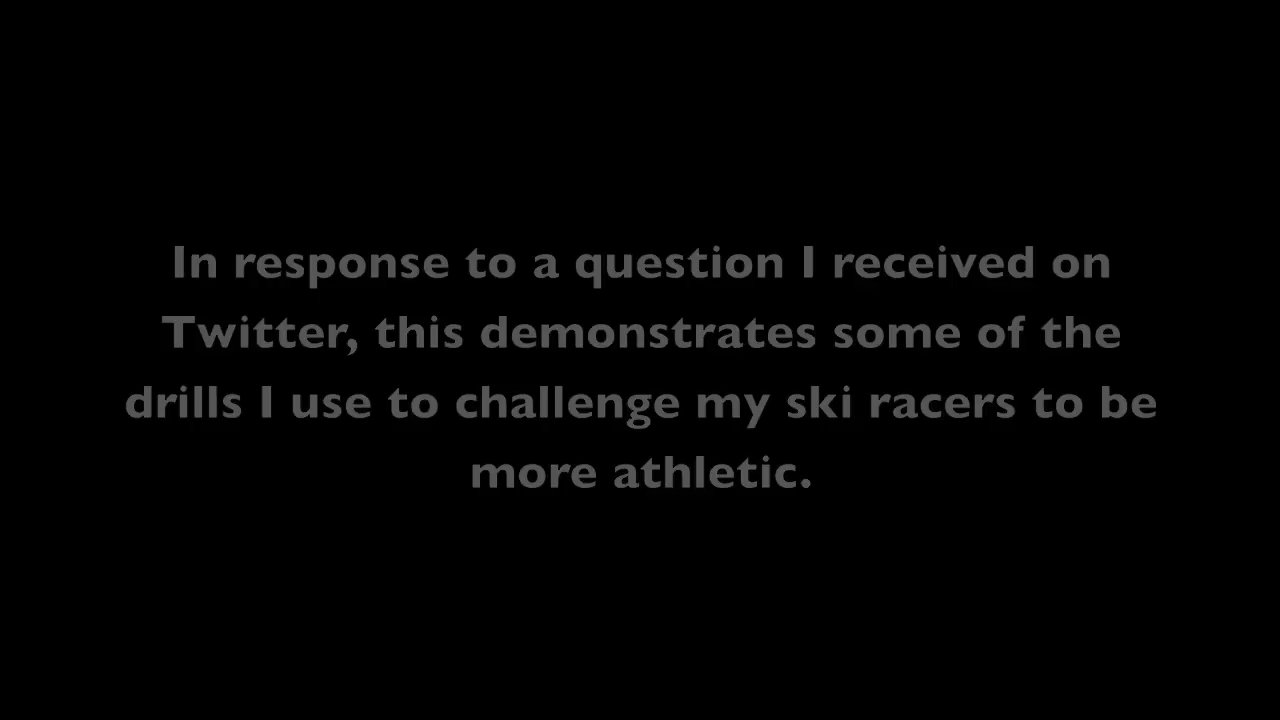 In response to a question I received on
Twitter, this demonstrates some of the
drills I use to challenge my ski racers to be
more athletic.